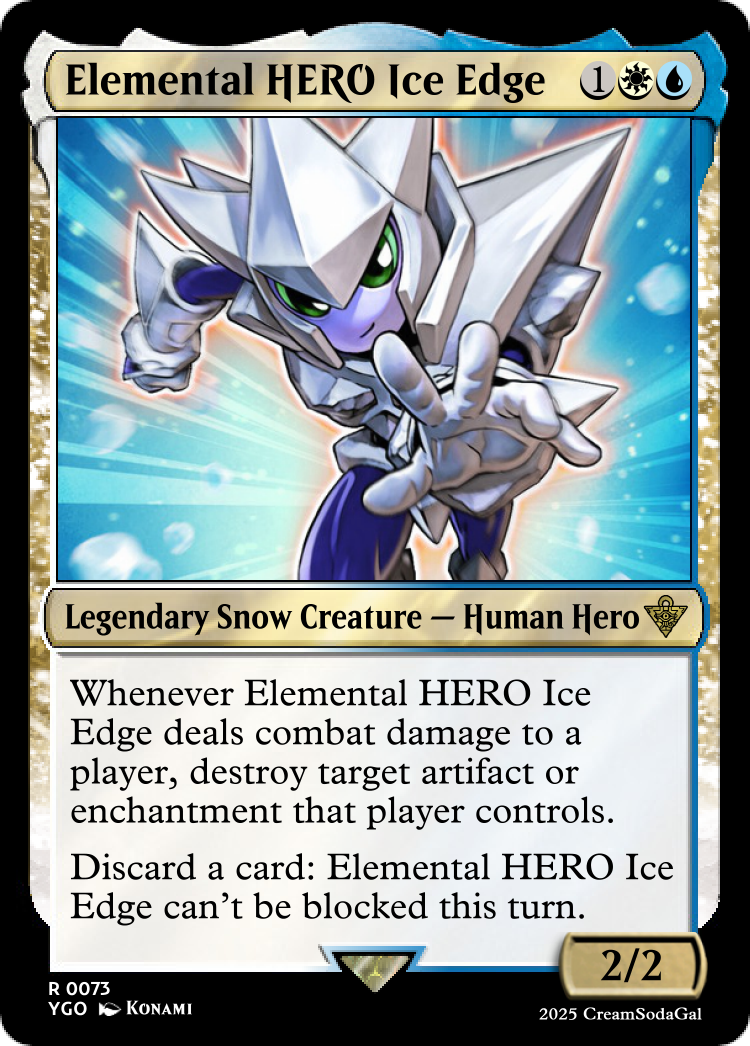 Elemental HERO Ice Edge 1
Legendary Snow Creature — Human Hero
Whenever Elemental HERO Ice
Edge deals combat damage to a
player, destroy target artifact or
enchantment that player controls.
Discard a card: Elemental HERO Ice
Edge can't be blocked this turn.
2/2
R 0073
YGO KONAMI
2025 CreamSodaGal